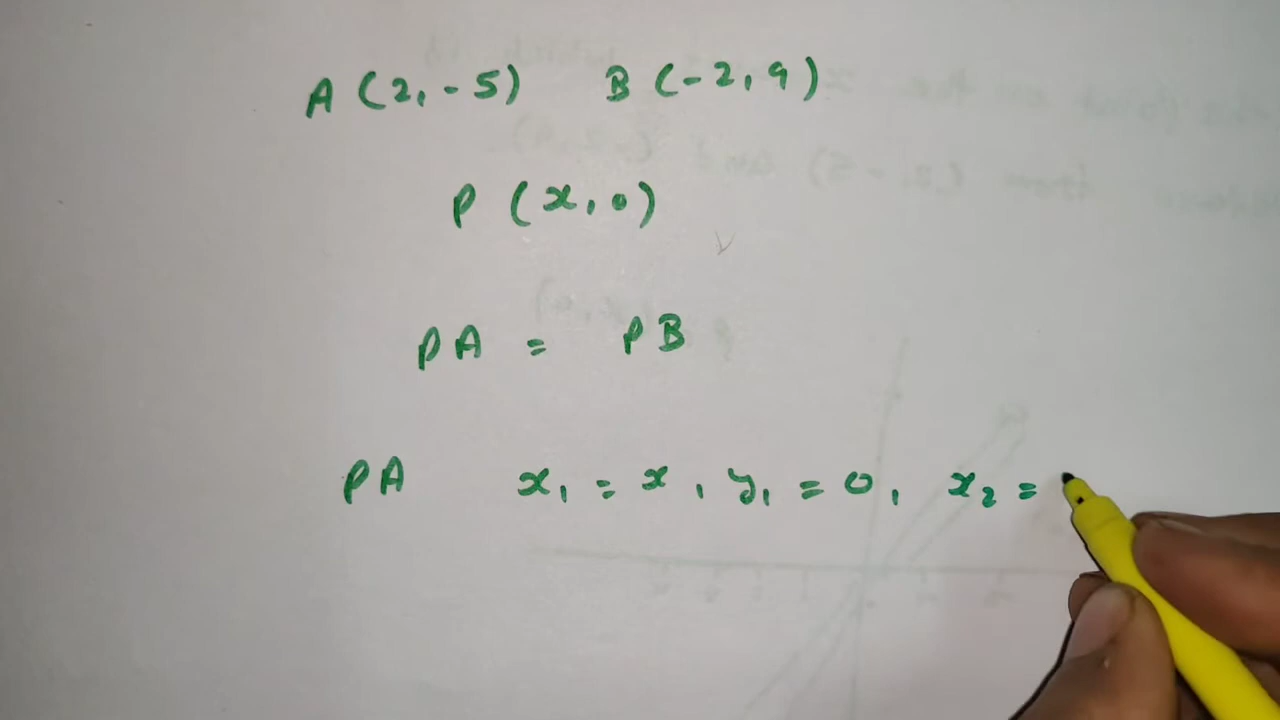 A (2, -5) B (-2, 9)
P (x, 0)
PA = PB
PA x₁ = x, y₁ = 0, x₂ =